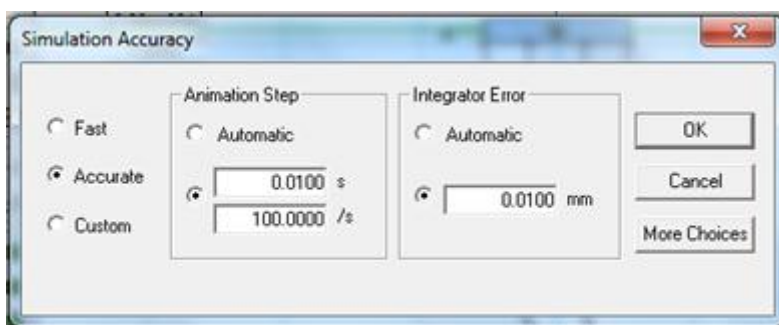 Simulation Accuracy
Fast
Accurate
Custom
Animation Step
Automatic
0.0100 s
100.0000 /s
Integrator Error
Automatic
0.0100 mm
OK
Cancel
More Choices